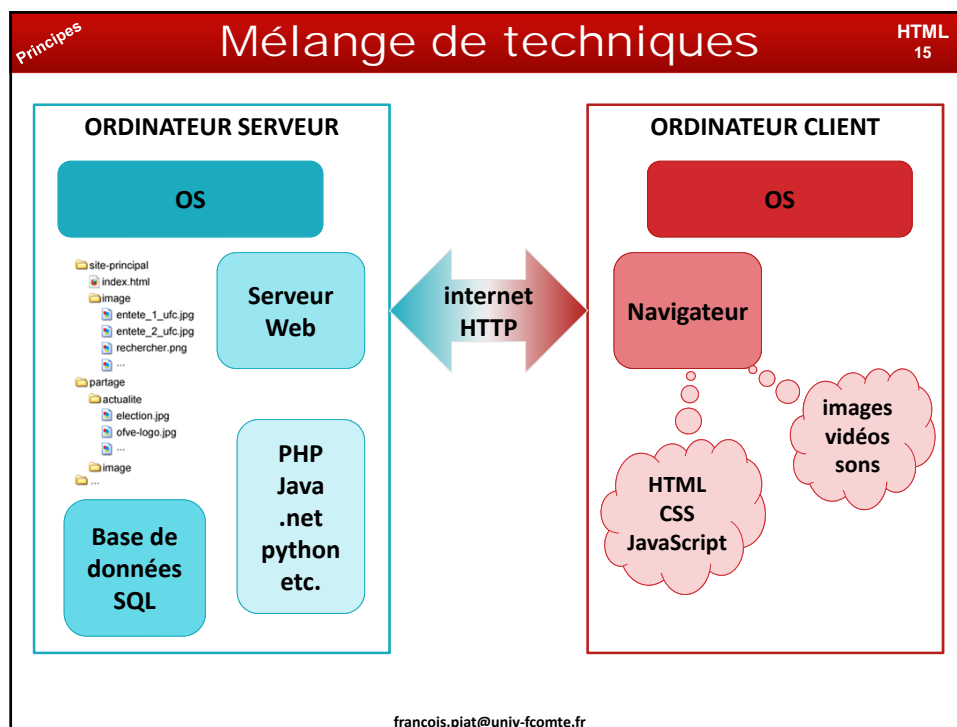 Principes
Mélange de techniques
HTML
15
ORDINATEUR SERVEUR
OS
site-principal
index.html
image
entete_1_ufc.jpg
entete_2_ufc.jpg
rechercher.png
...
partage
actualite
election.jpg
ofve-logo.jpg
...
image
...
Serveur
Web
PHP
Java
.net
python
etc.
Base de
données
SQL
internet
HTTP
ORDINATEUR CLIENT
OS
Navigateur
images
vidéos
sons
HTML
CSS
JavaScript
francois.piat@univ-fcomte.fr